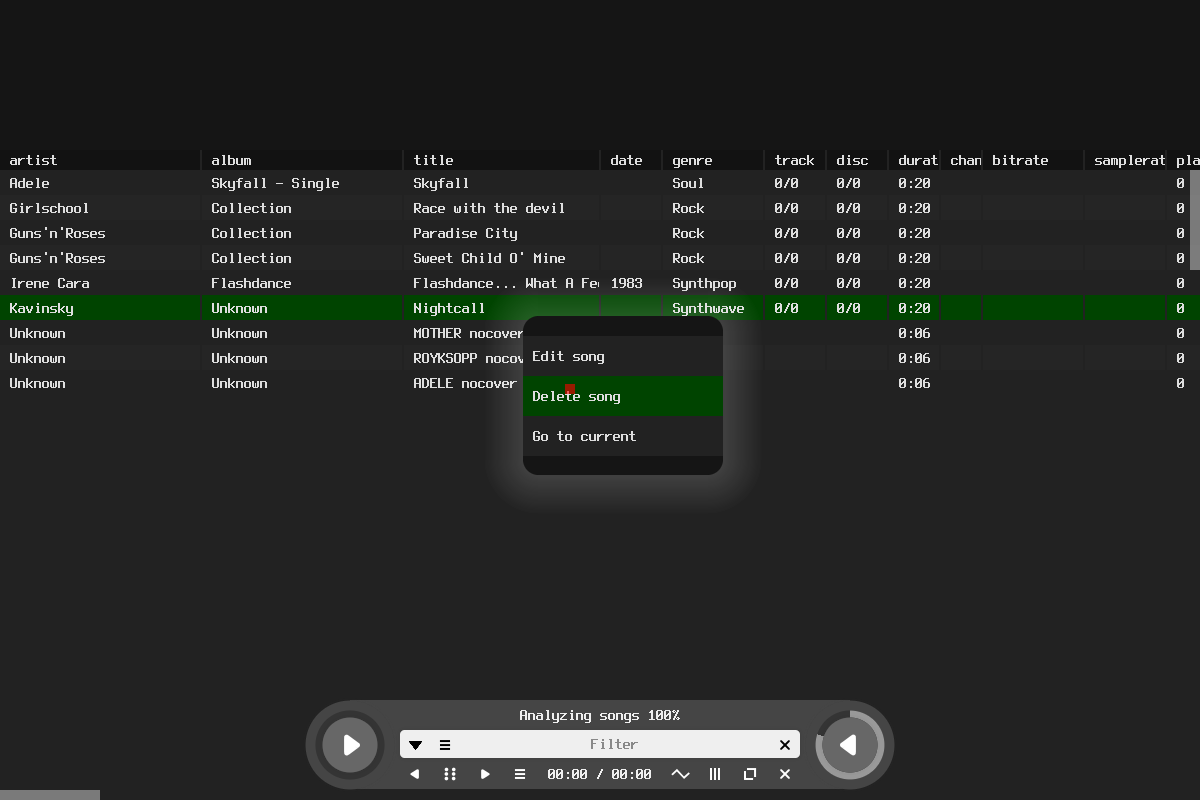 artist album title date genre track disc durat chan bitrate samplerat pla
Adele Skyfall - Single Skyfall Soul 0/0 0/0 0:20 0
Girlschool Collection Race with the devil Rock 0/0 0/0 0:20 0
Guns'n'Roses Collection Paradise City Rock 0/0 0/0 0:20 0
Guns'n'Roses Collection Sweet Child O' Mine Rock 0/0 0/0 0:20 0
Irene Cara Flashdance Flashdance... What A Fe 1983 Synthpop 0/0 0/0 0:20 0
Kavinsky Unknown Nightcall Synthwave 0/0 0/0 0:20 0
Unknown Unknown MOTHER nocover 0:06 0
Unknown Unknown ROYKSOPP nocov 0:06 0
Unknown Unknown ADELE nocover 0:06 0
Edit song
Delete song
Go to current
Analyzing songs 100%
Filter
00:00 / 00:00